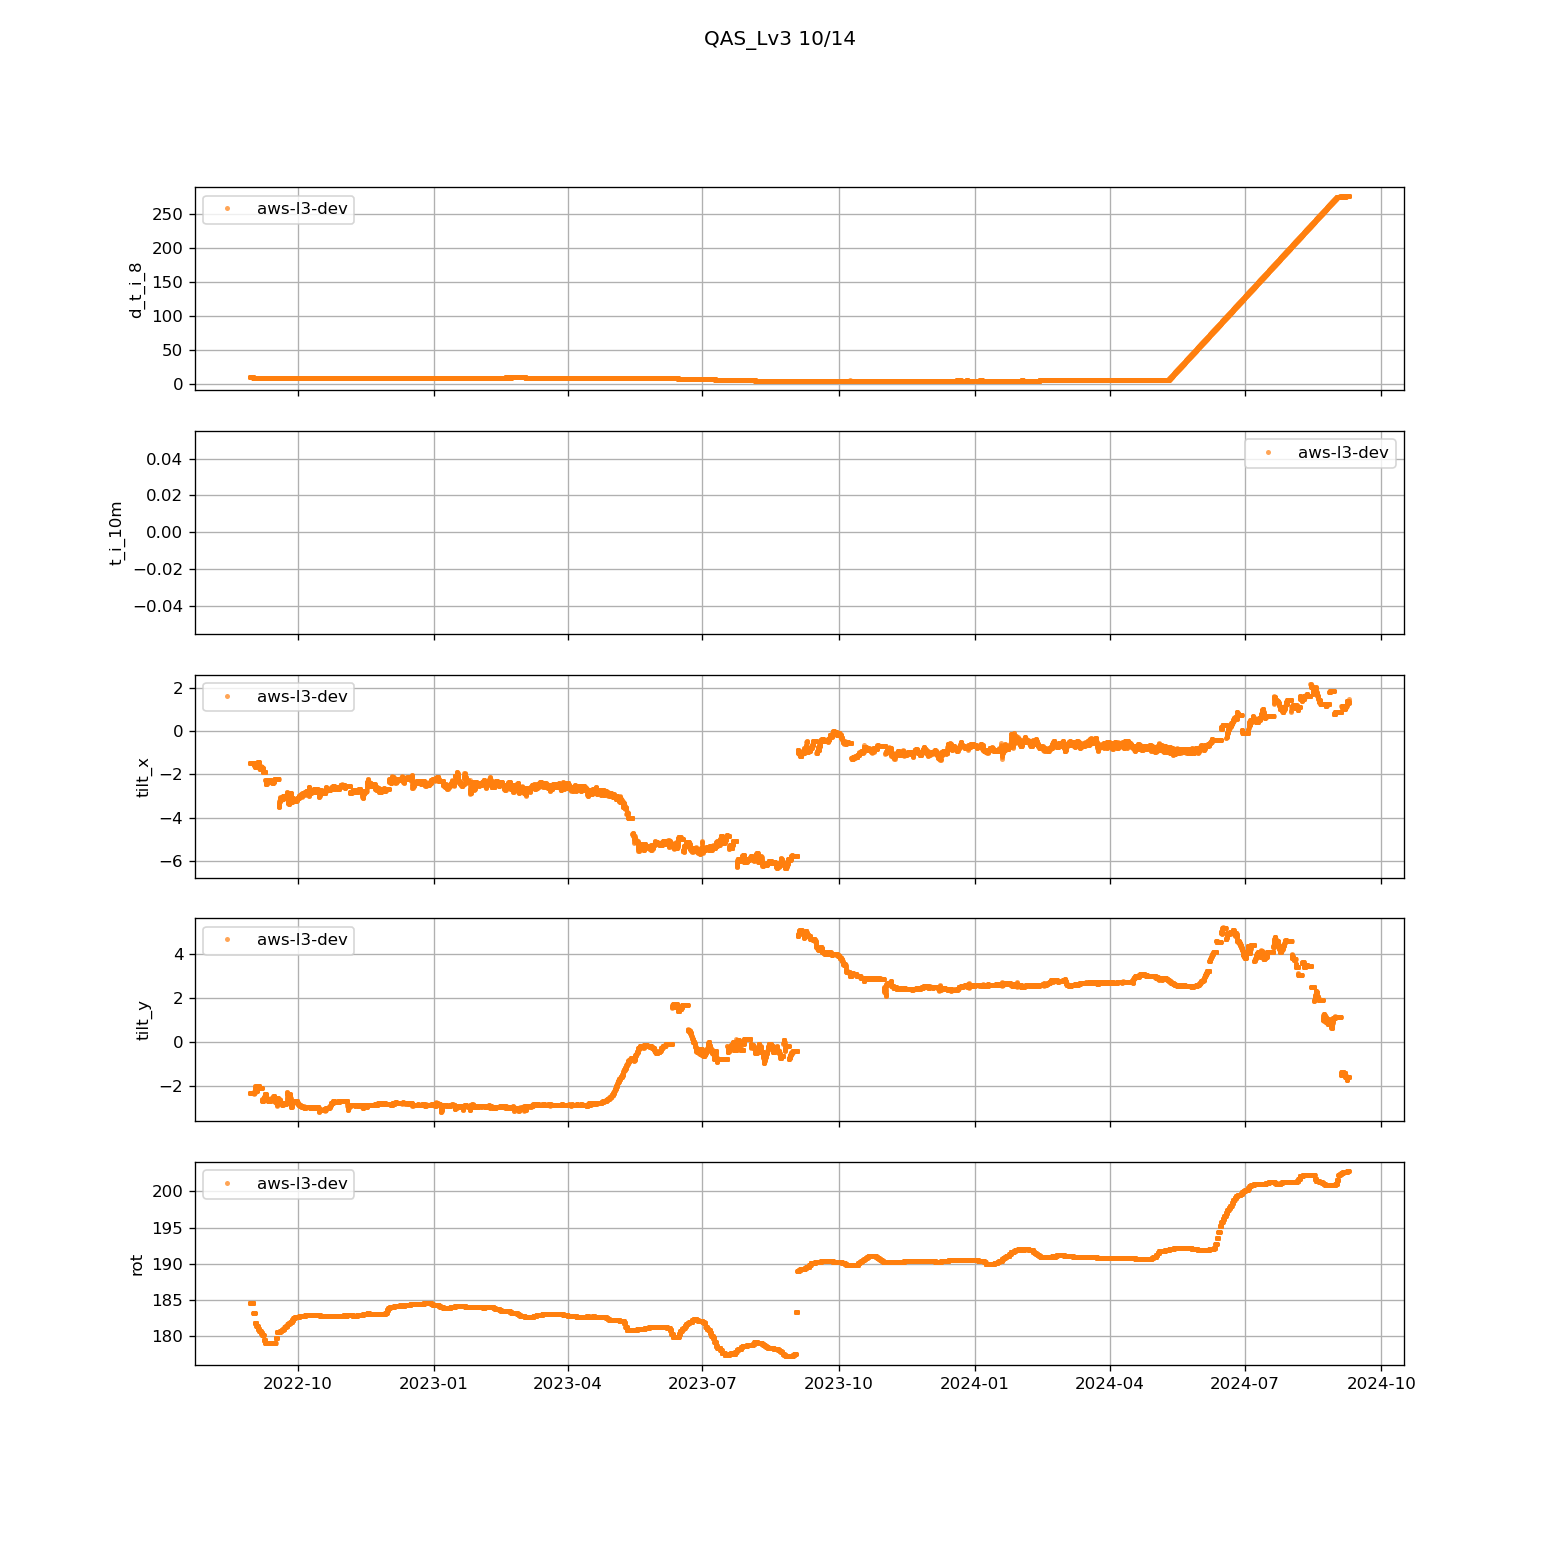 QAS_Lv3 10/14
aws-l3-dev
250
200
150
100
50
0
d_t_i_8
aws-l3-dev
0.04
0.02
0.00
−0.02
−0.04
t_i_10m
aws-l3-dev
2
0
−2
−4
−6
tilt_x
aws-l3-dev
4
2
0
−2
tilt_y
aws-l3-dev
200
195
190
185
180
rot
2022-10 2023-01 2023-04 2023-07 2023-10 2024-01 2024-04 2024-07 2024-10